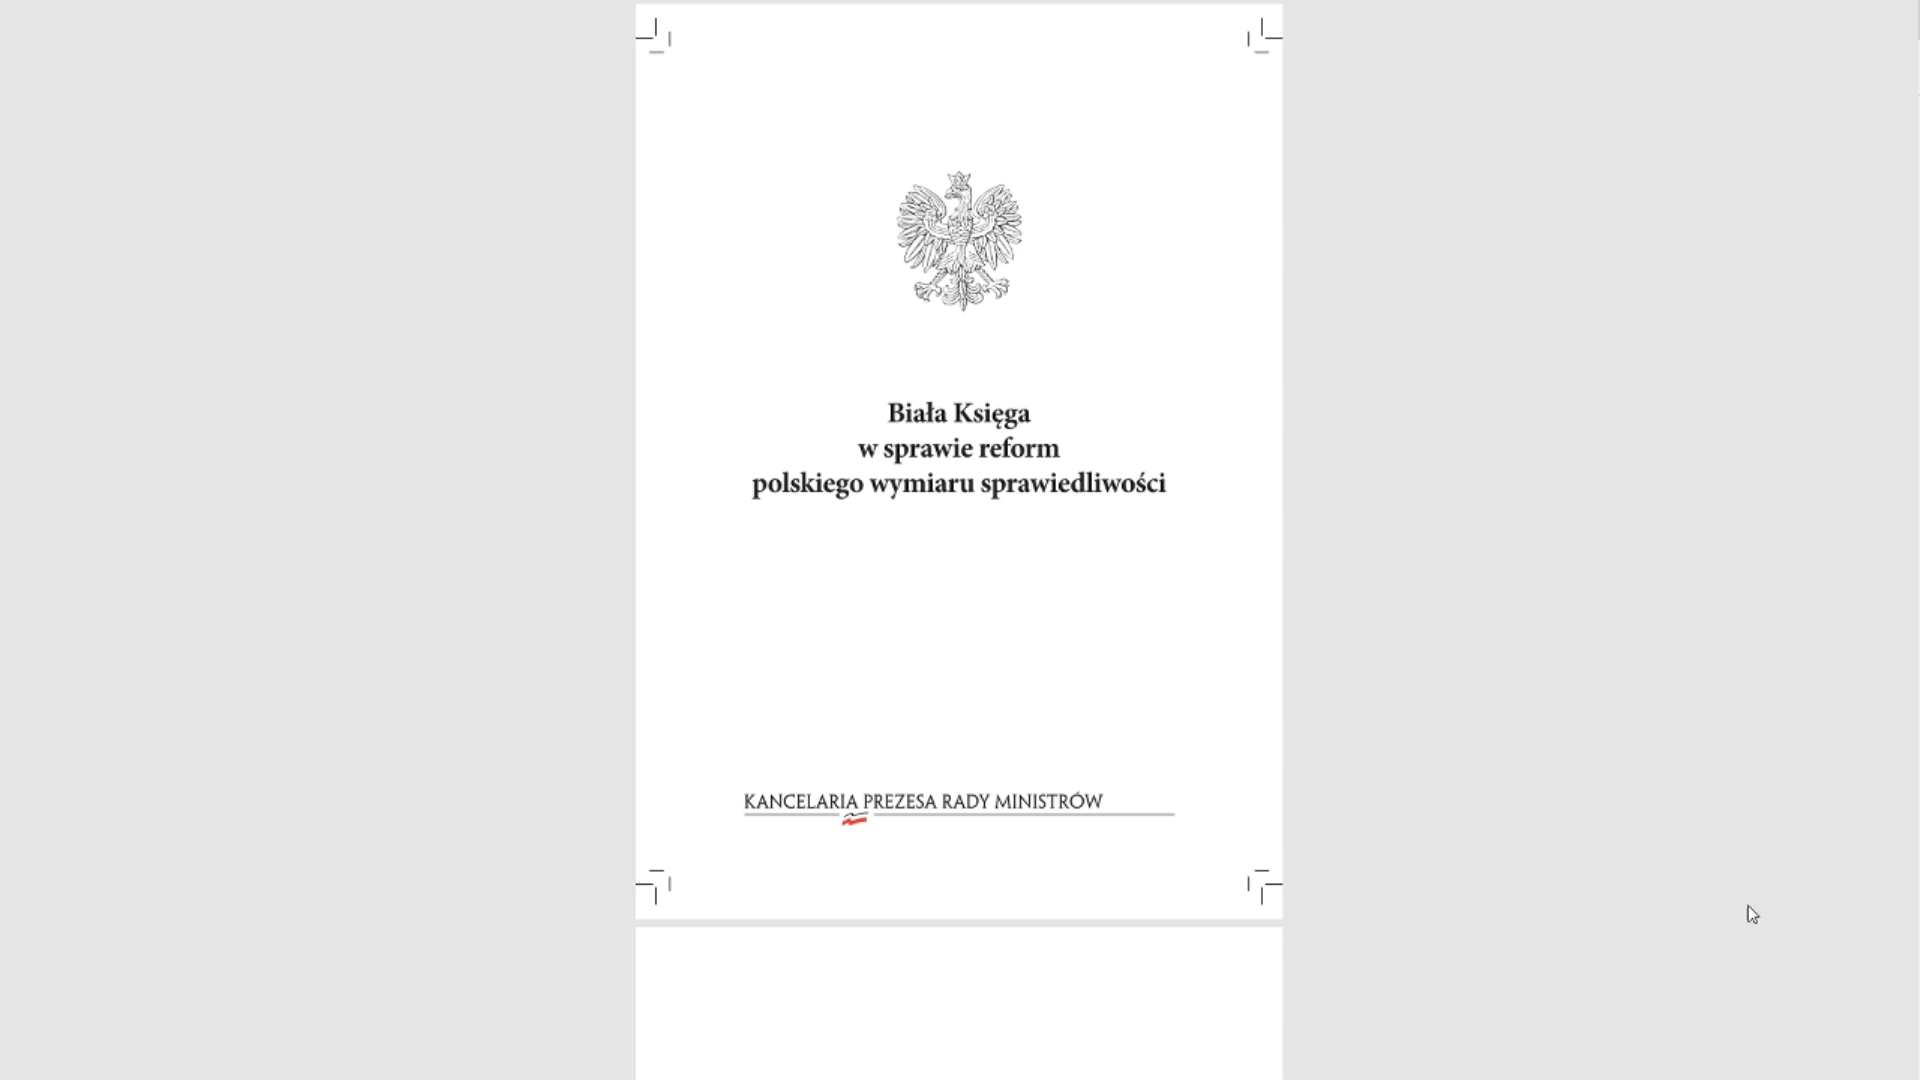 Biała Księga
w sprawie reform
polskiego wymiaru sprawiedliwości
KANCELARIA PREZESA RADY MINISTRÓW